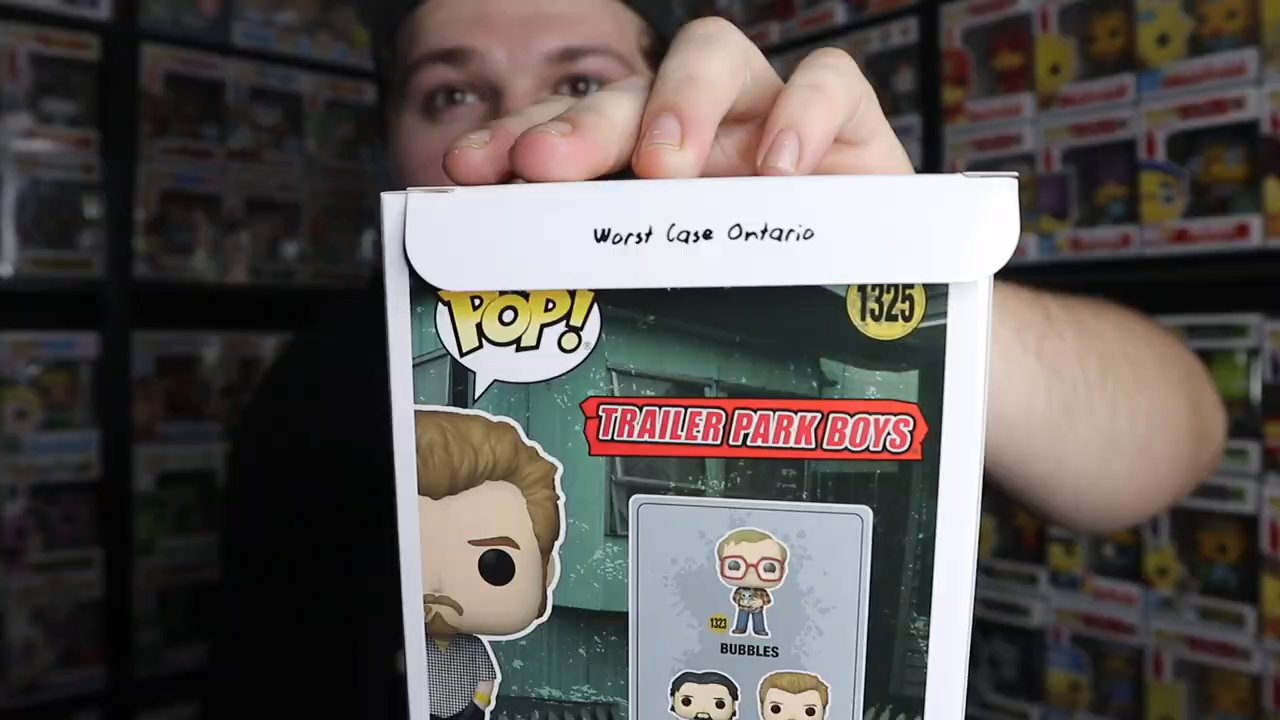 Worst Case Ontario
POP!
1325
TRAILER PARK BOYS
1323
BUBBLES